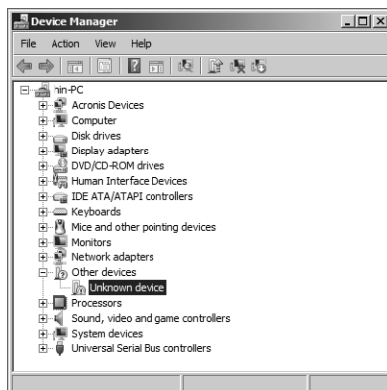 Device Manager
File Action View Help
hin-PC
Acronis Devices
Computer
Disk drives
Display adapters
DVD/CD-ROM drives
Human Interface Devices
IDE ATA/ATAPI controllers
Keyboards
Mice and other pointing devices
Monitors
Network adapters
Other devices
Unknown device
Processors
Sound, video and game controllers
System devices
Universal Serial Bus controllers